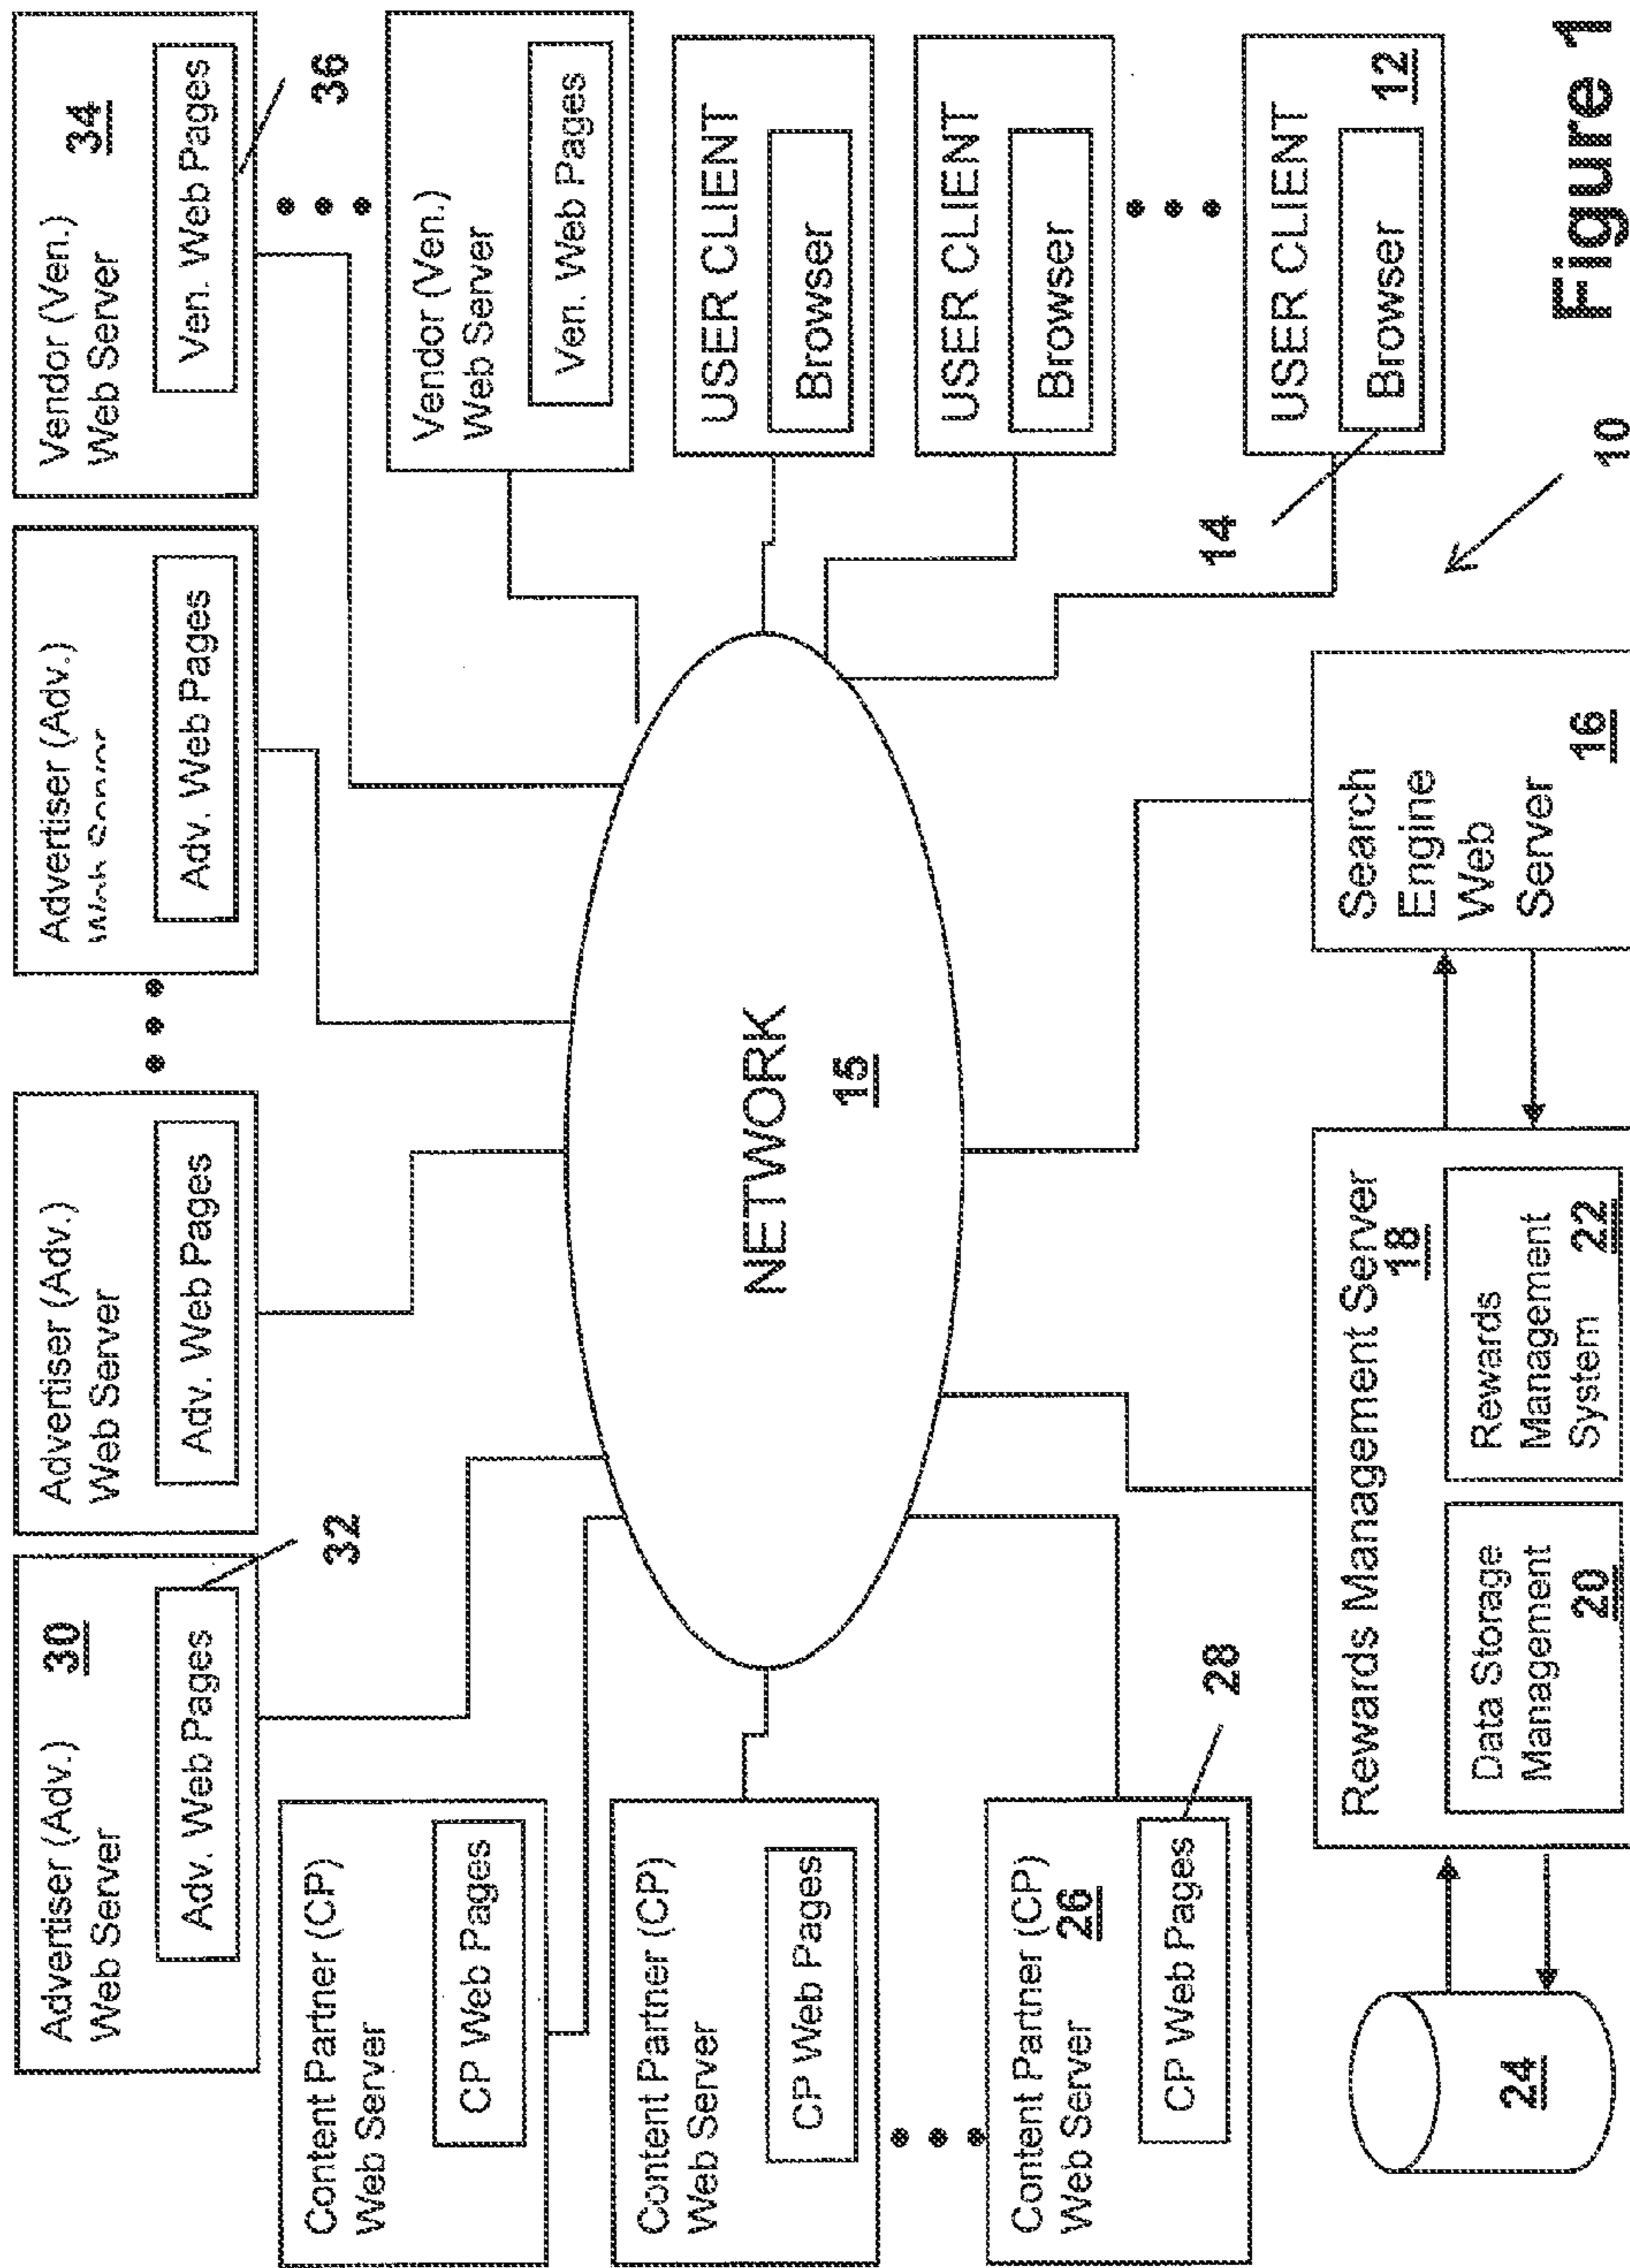 Advertiser (Adv.)
30
Web Server
Adv. Web Pages
32
Advertiser (Adv.)
Web Server
Adv. Web Pages
Advertiser (Adv.)
Adv. Web Pages
Vendor (Ven.)
34
Web Server
Ven. Web Pages
36
Content Partner (CP)
Web Server
CP Web Pages
Content Partner (CP)
Web Server
CP Web Pages
Content Partner (CP)
Web Server
26
CP Web Pages
28
NETWORK
15
Vendor (Ven.)
Web Server
Ven. Web Pages
USER CLIENT
Browser
USER CLIENT
Browser
USER CLIENT
Browser
12
14
24
Rewards Management Server
18
Data Storage
Management
20
Rewards
Management
System 22
Search
Engine
Web
Server
16
10
Figure 1